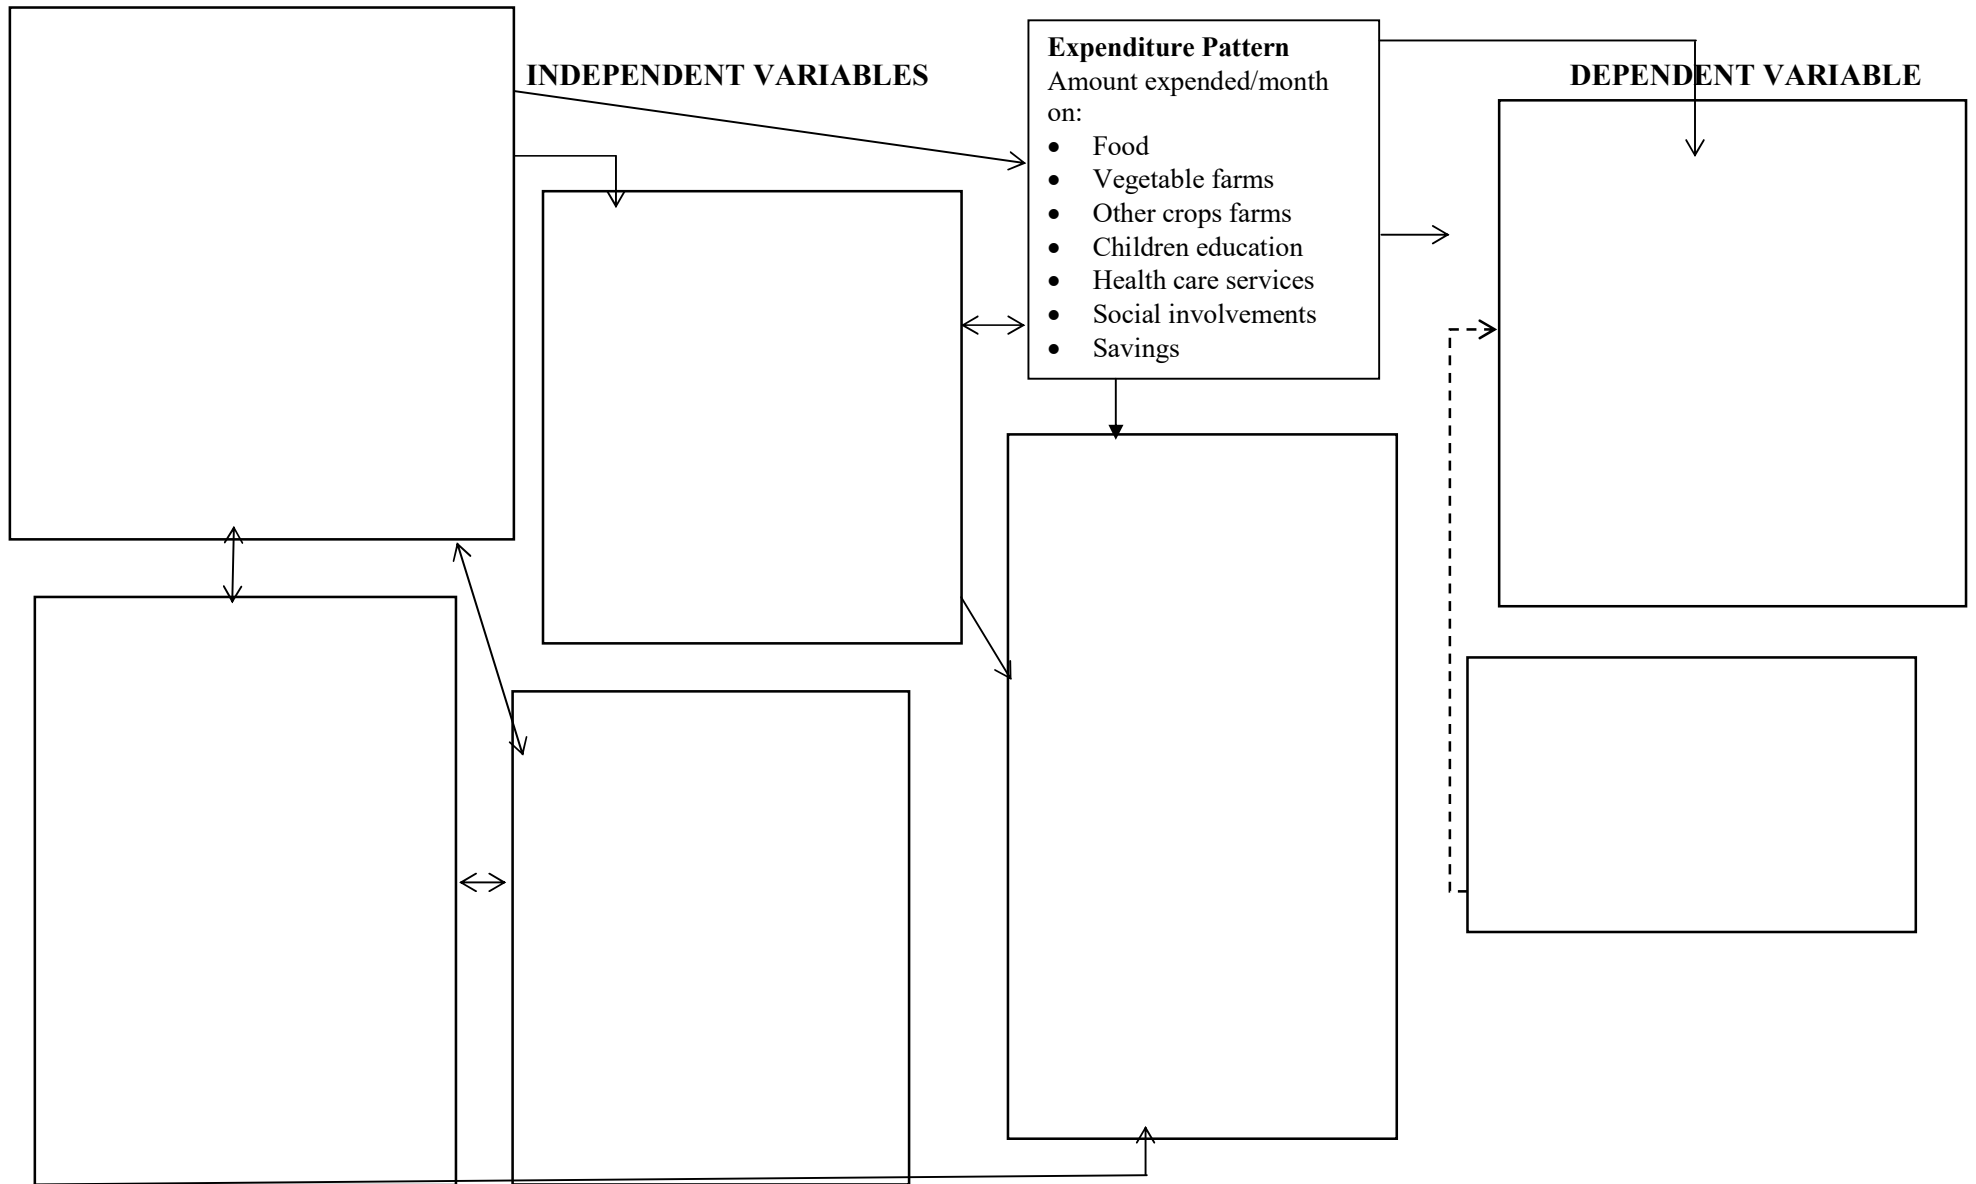 INDEPENDENT VARIABLES
Expenditure Pattern
Amount expended/month
on:
• Food
• Vegetable farms
• Other crops farms
• Children education
• Health care services
• Social involvements
• Savings
DEPENDENT VARIABLE